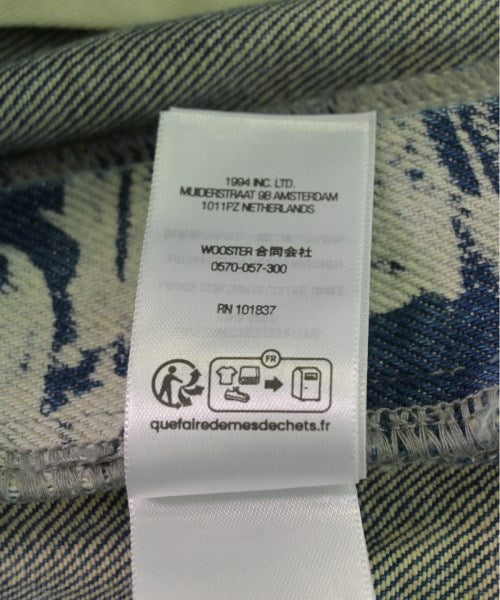 1994 INC. LTD.
MUIDERSTRAAT 9B AMSTERDAM
1011PZ NETHERLANDS
WOOSTER 合同会社
0570-057-300
RN 101837
FR
quefairedemesdechets.fr